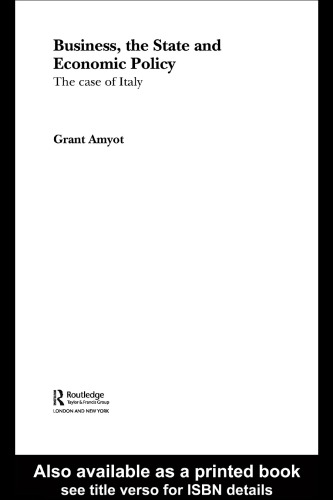 Business, the State and
Economic Policy
The case of Italy
Grant Amyot
Routledge
Taylor & Francis Group
LONDON AND NEW YORK
Also available as a printed book
see title verso for ISBN details